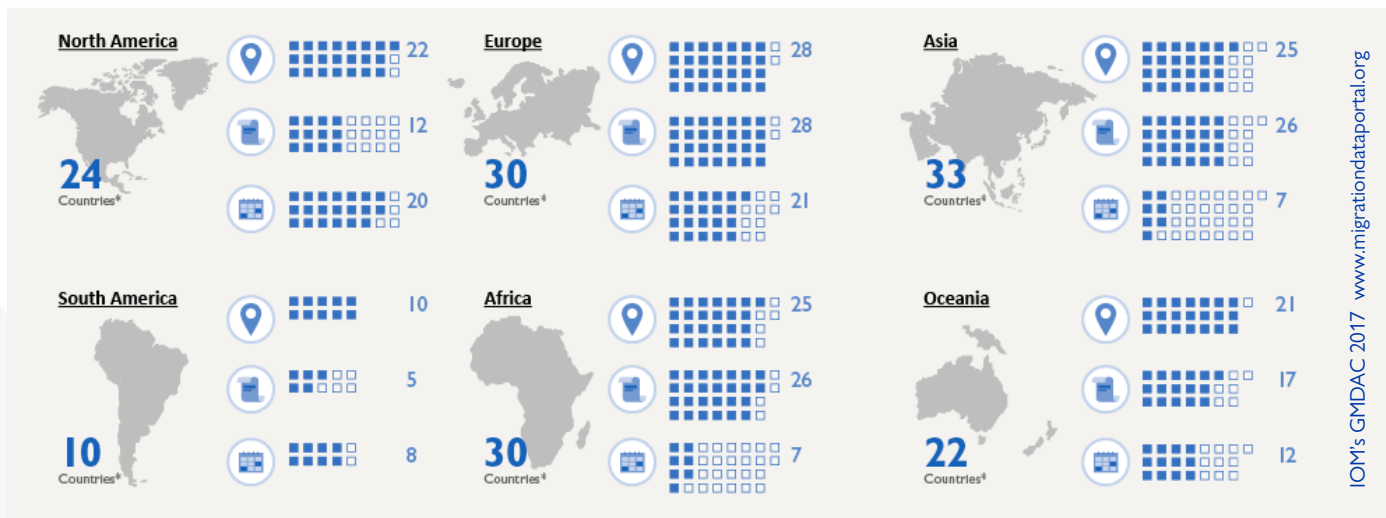 North America
22
12
20
24
Countries*
Europe
28
28
21
30
Countries*
Asia
25
26
7
33
Countries*
South America
10
5
8
10
Countries*
Africa
25
26
7
30
Countries*
Oceania
21
17
12
22
Countries*
IOM's GMDAC 2017 www.migrationdataportal.org